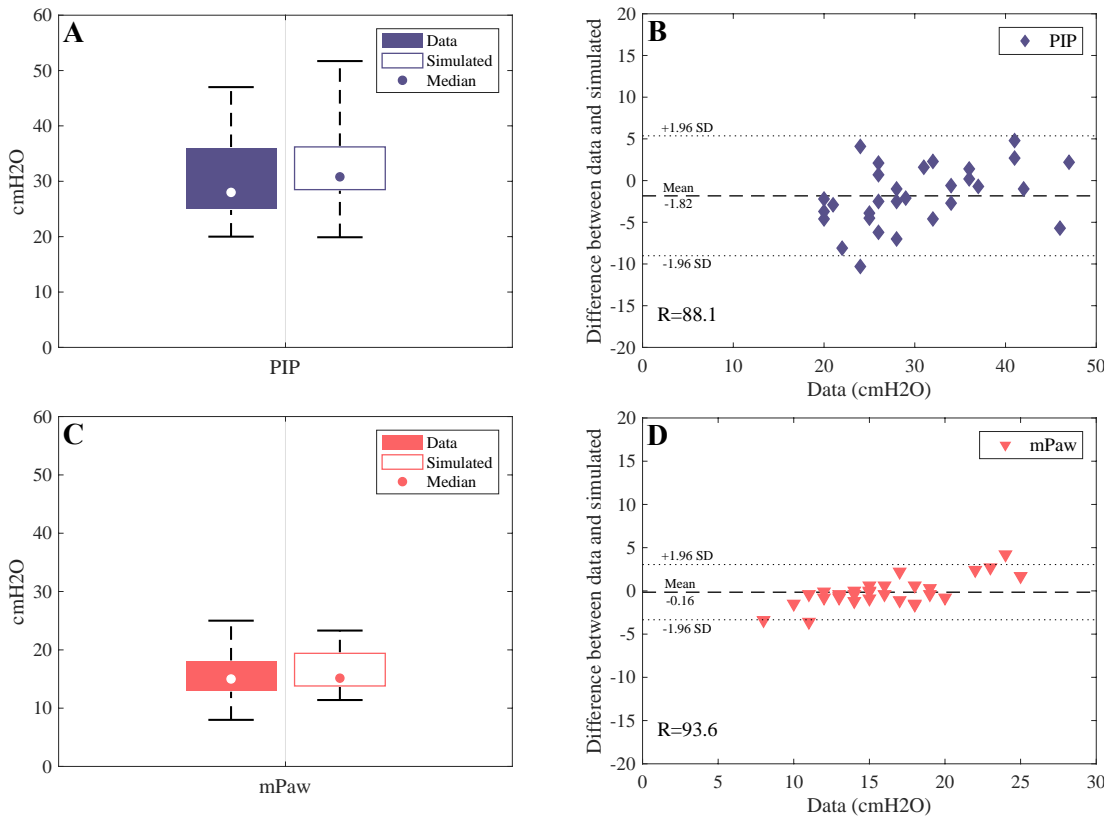 A
60
50
40
30
20
10
0
cmH2O
PIP
Data
Simulated
Median
B
20
15
10
5
0
-5
-10
-15
-20
Difference between data and simulated
PIP
+1.96 SD
Mean
-1.82
-1.96 SD
R=88.1
0 10 20 30 40 50
Data (cmH2O)
C
60
50
40
30
20
10
0
cmH2O
mPaw
Data
Simulated
Median
D
20
15
10
5
0
-5
-10
-15
-20
Difference between data and simulated
mPaw
+1.96 SD
Mean
-0.16
-1.96 SD
R=93.6
0 5 10 15 20 25 30
Data (cmH2O)